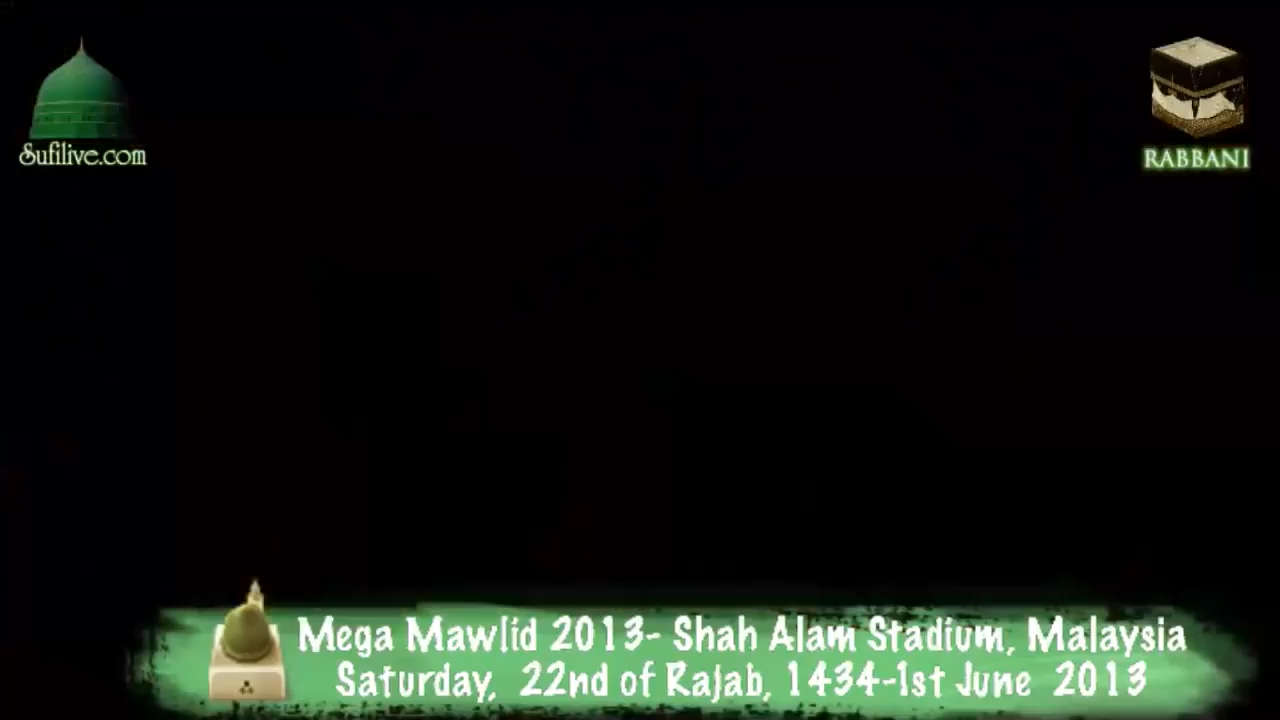 Sufilive.com
RABBANI
Mega Mawlid 2013- Shah Alam Stadium, Malaysia
Saturday, 22nd of Rajab, 1434-1st June 2013